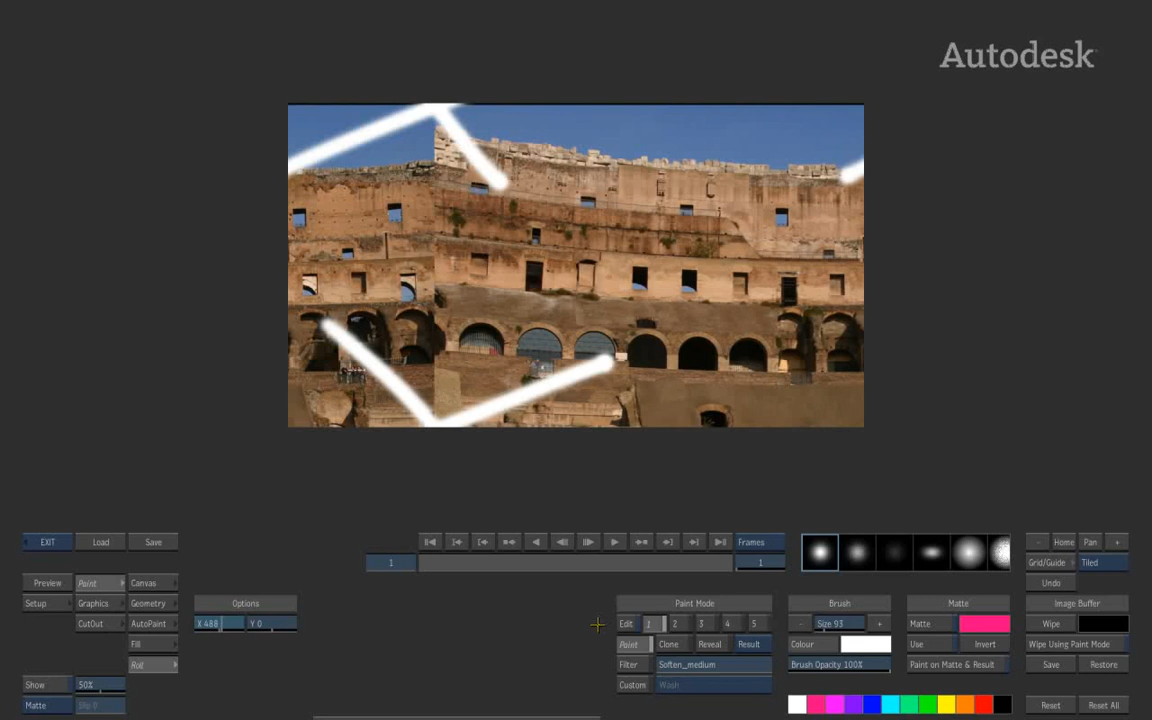 Autodesk
EXIT Load Save Frames - Home Pan +
1 1 Grid/Guide Tiled
Preview Paint Canvas Undo
Setup Graphics Geometry Options Paint Mode Brush Matte Image Buffer
CutOut AutoPaint X 488 Y 0 Edit 1 2 3 4 5 - Size 93 + Matte Wipe
Fill Paint Clone Reveal Result Colour Use Invert Wipe Using Paint Mode
Roll Filter Soften_medium Brush Opacity 100% Paint on Matte & Result Save Restore
Show 50% Custom Wash
Matte Slip 0 Reset Reset All